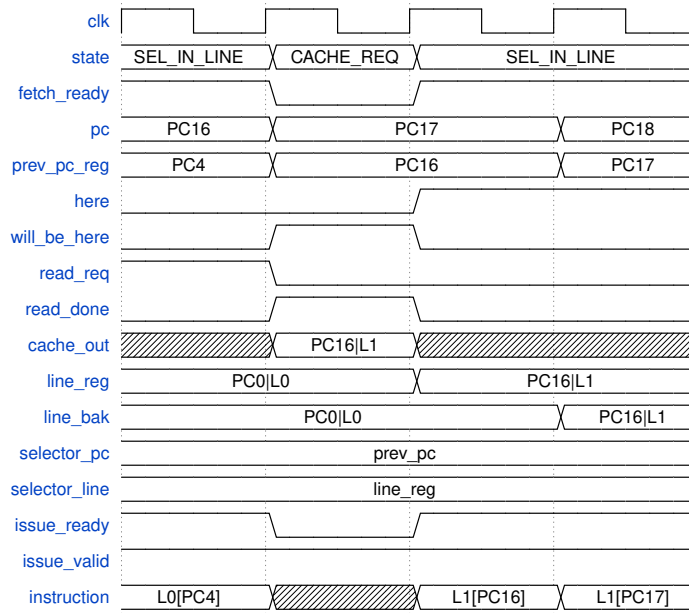 clk
state SEL_IN_LINE CACHE_REQ SEL_IN_LINE
fetch_ready
pc PC16 PC17 PC18
prev_pc_reg PC4 PC16 PC17
here
will_be_here
read_req
read_done
cache_out PC16|L1
line_reg PC0|L0 PC16|L1
line_bak PC0|L0 PC16|L1
selector_pc prev_pc
selector_line line_reg
issue_ready
issue_valid
instruction L0[PC4] L1[PC16] L1[PC17]